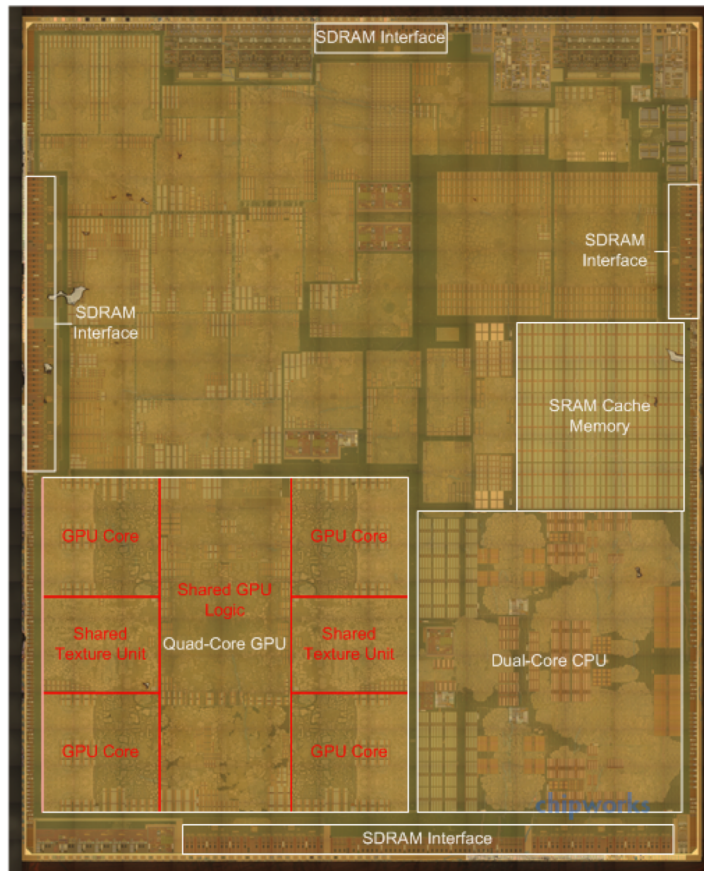 SDRAM Interface
SDRAM
Interface
SDRAM
Interface
SRAM Cache
Memory
GPU Core
GPU Core
Shared GPU
Logic
Shared
Texture Unit
Quad-Core GPU
Shared
Texture Unit
Dual-Core CPU
GPU Core
GPU Core
chipworks
SDRAM Interface